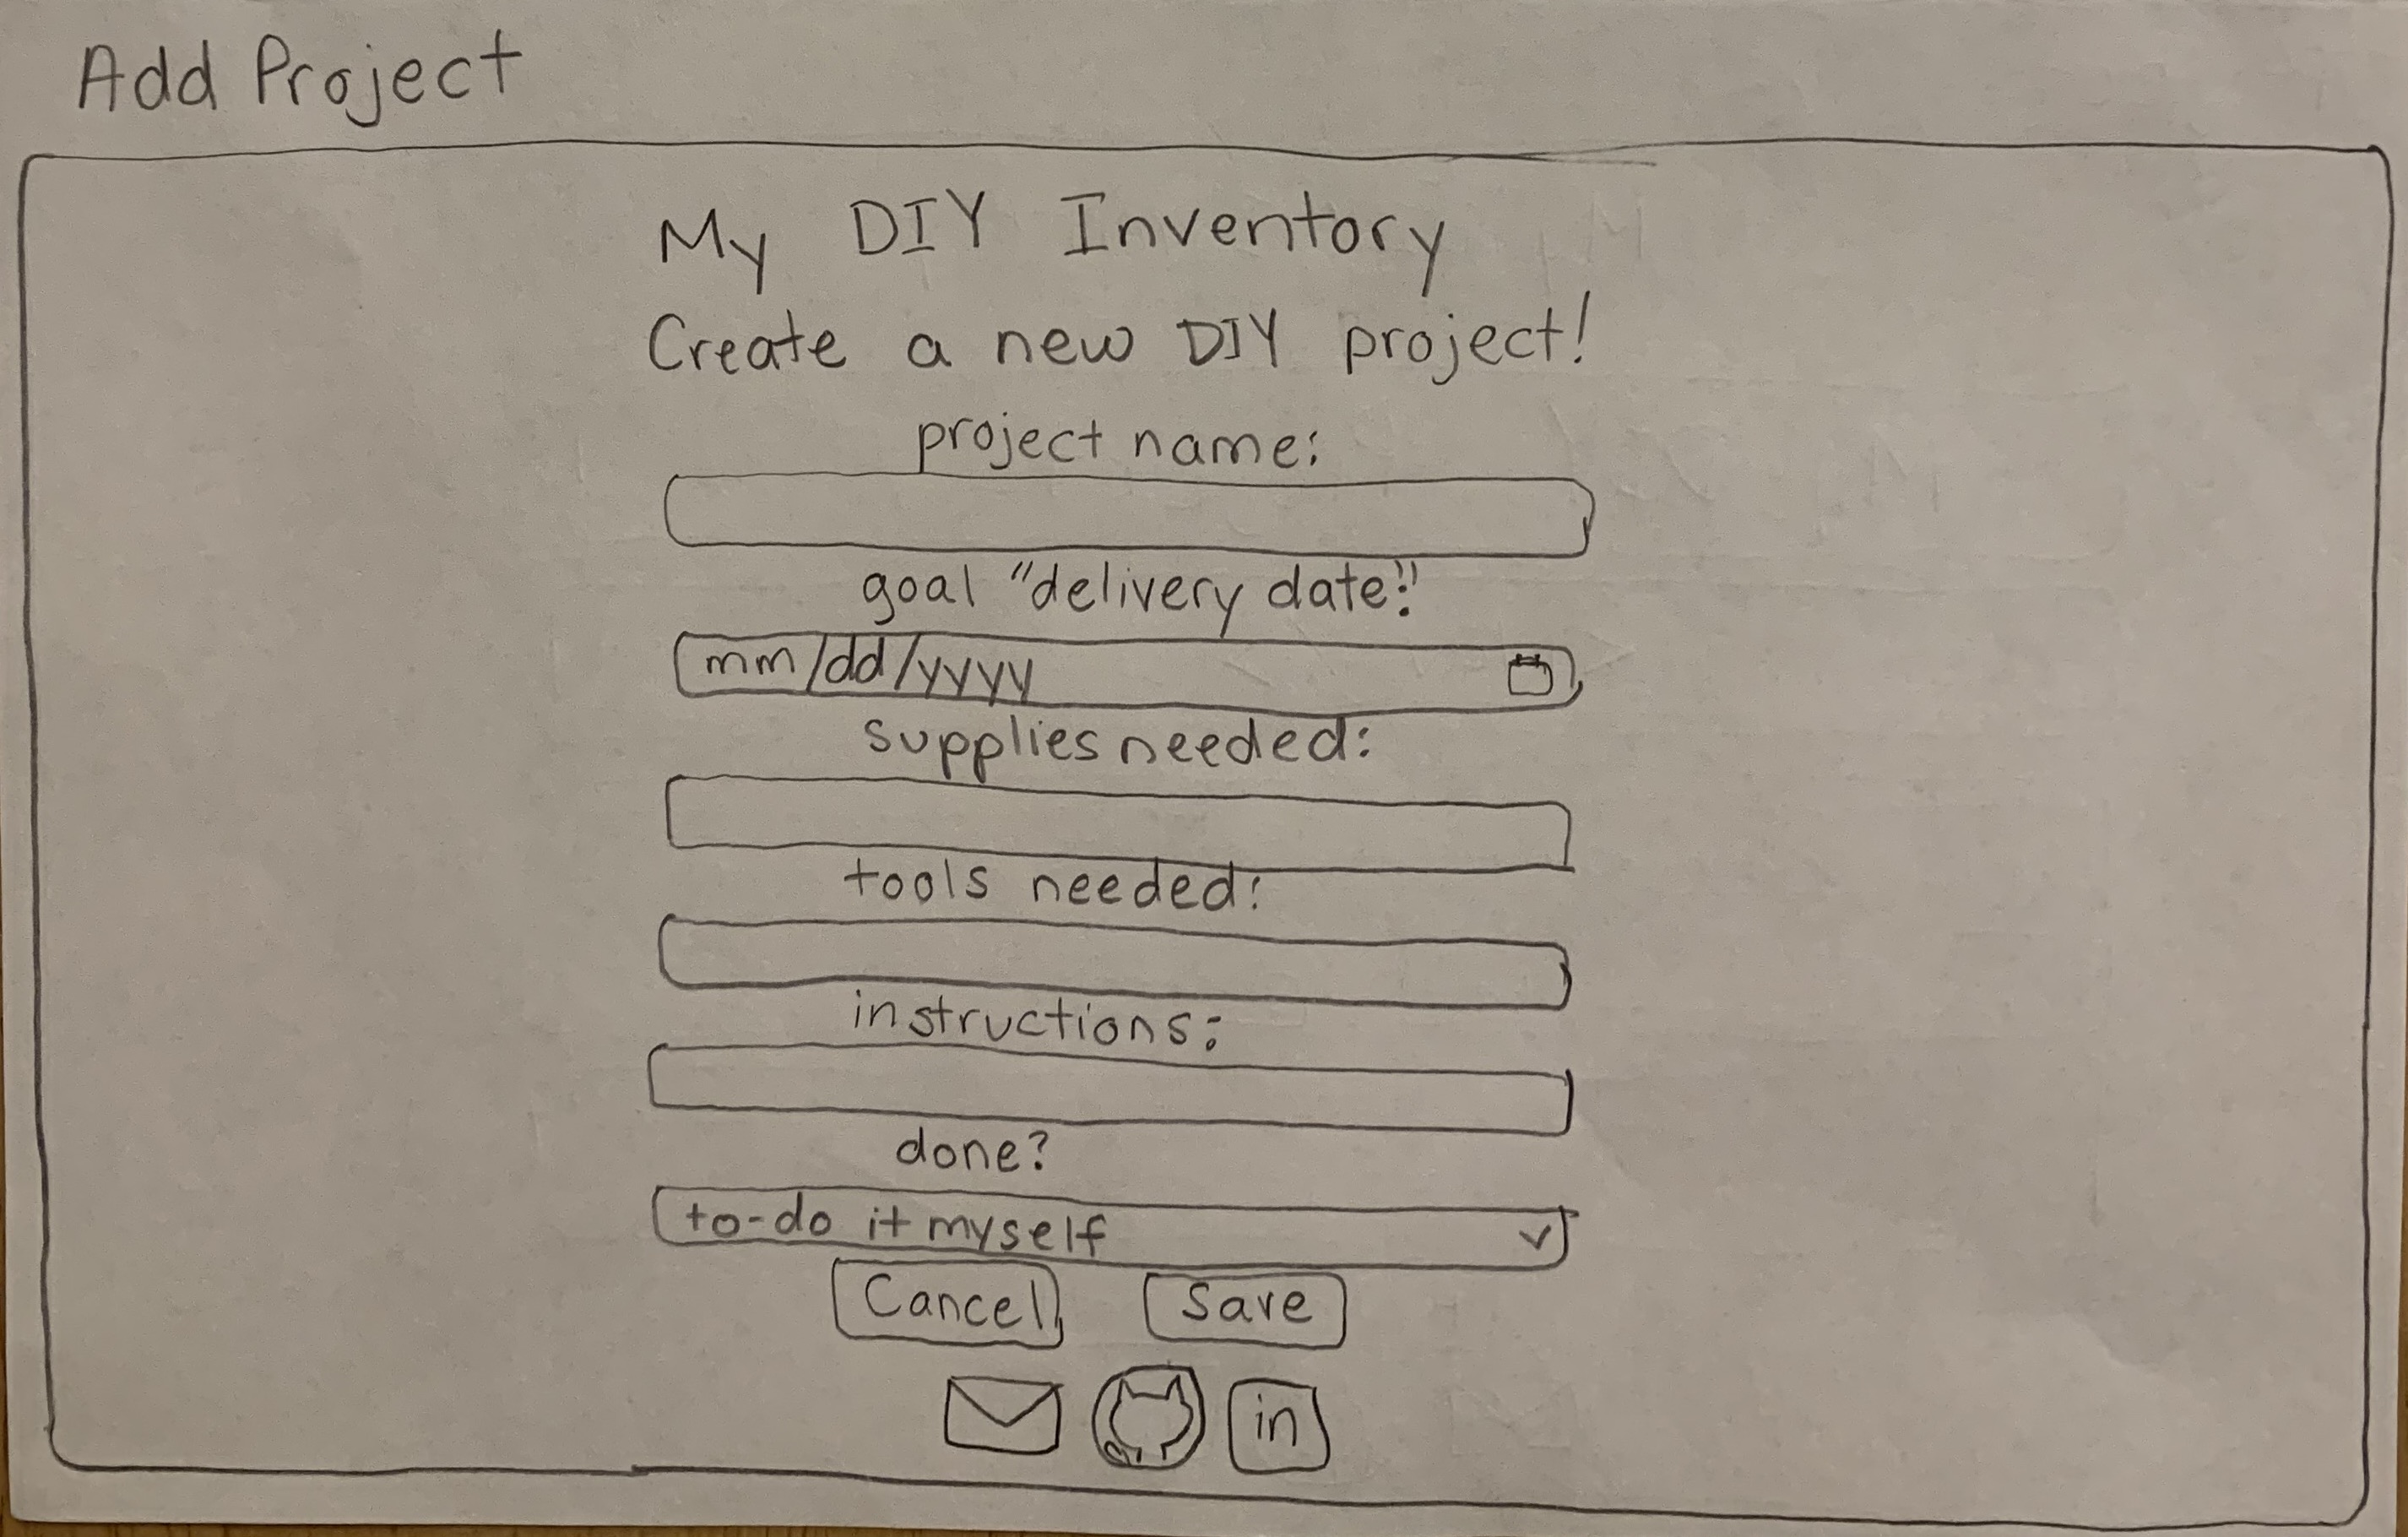 Add Project
My DIY Inventory
Create a new DIY project!
project name:
goal "delivery date:"
mm/dd/yyyy
supplies needed:
tools needed:
instructions:
done?
to-do it myself
Cancel Save
in